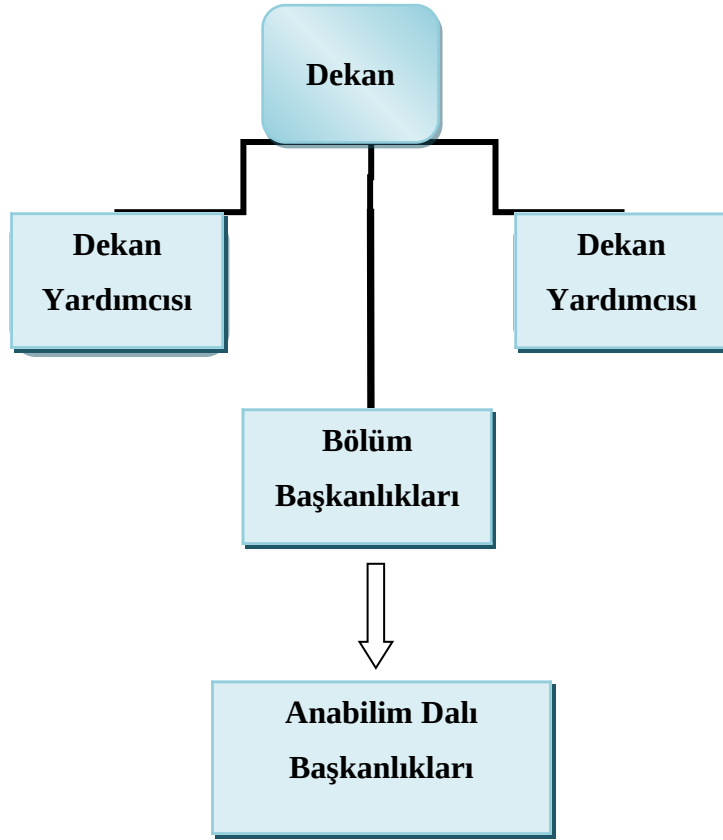 Dekan
Dekan
Yardımcısı
Dekan
Yardımcısı
Bölüm
Başkanlıkları
Anabilim Dalı
Başkanlıkları